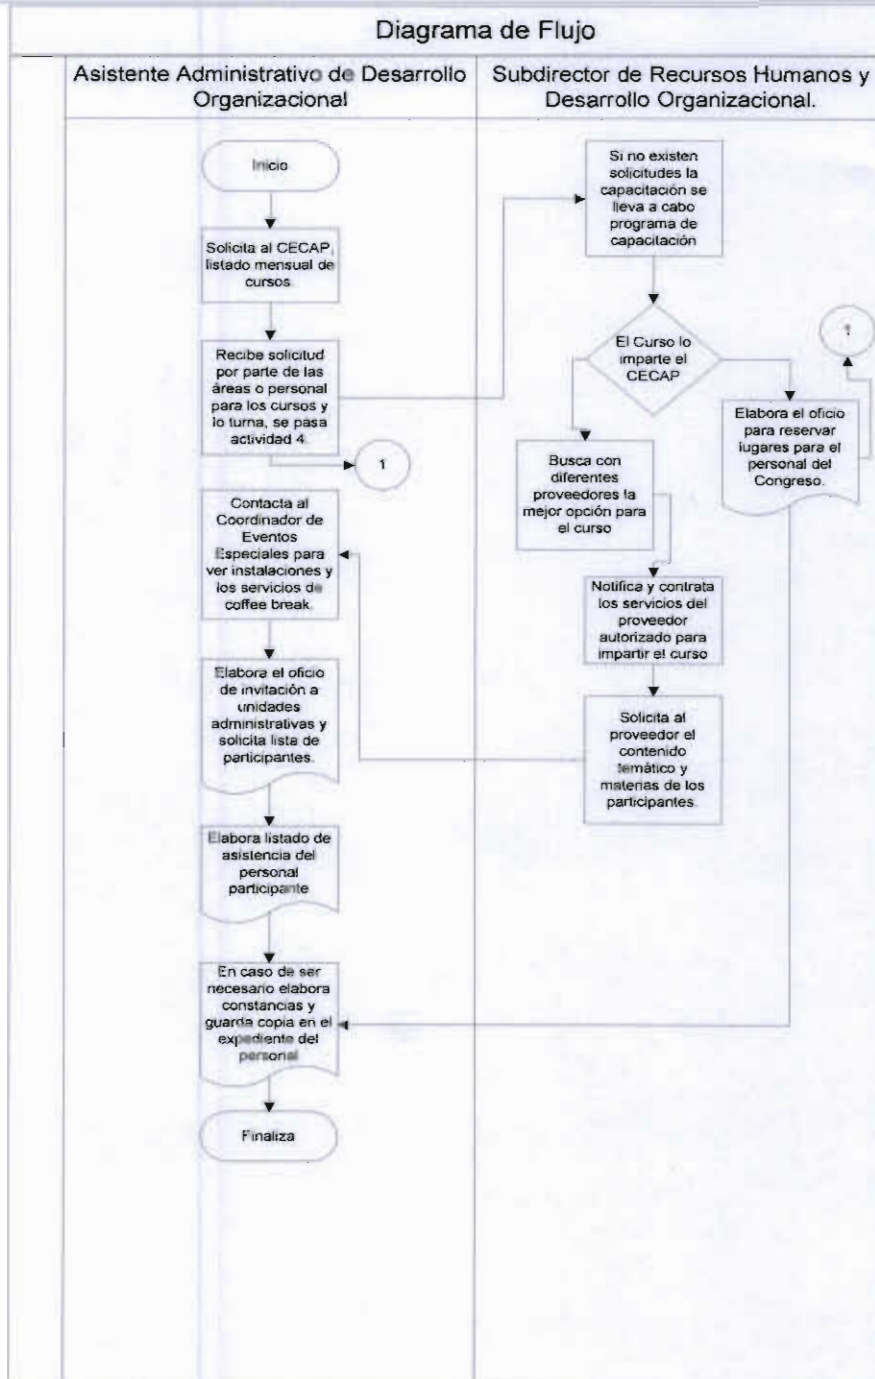 Diagrama de Flujo
Asistente Administrativo de Desarrollo
Organizacional
Subdirector de Recursos Humanos y
Desarrollo Organizacional.
Inicio
Solicita al CECAP,
listado mensual de
cursos.
Recibe solicitud
por parte de las
áreas o personal
para los cursos y
lo turna, se pasa
actividad 4.
1
Contacta al
Coordinador de
Eventos
Especiales para
ver instalaciones y
los servicios de
coffee break.
Elabora el oficio
de invitación a
unidades
administrativas y
solicita lista de
participantes.
Elabora listado de
asistencia del
personal
participante
En caso de ser
necesario elabora
constancias y
guarda copia en el
expediente del
personal
Finaliza
Si no existen
solicitudes la
capacitación se
lleva a cabo
programa de
capacitación
El Curso lo
imparte el
CECAP
1
Elabora el oficio
para reservar
lugares para el
personal del
Congreso.
Busca con
diferentes
proveedores la
mejor opción para
el curso
Notifica y contrata
los servicios del
proveedor
autorizado para
impartir el curso
Solicita al
proveedor el
contenido
temático y
materias de los
participantes.